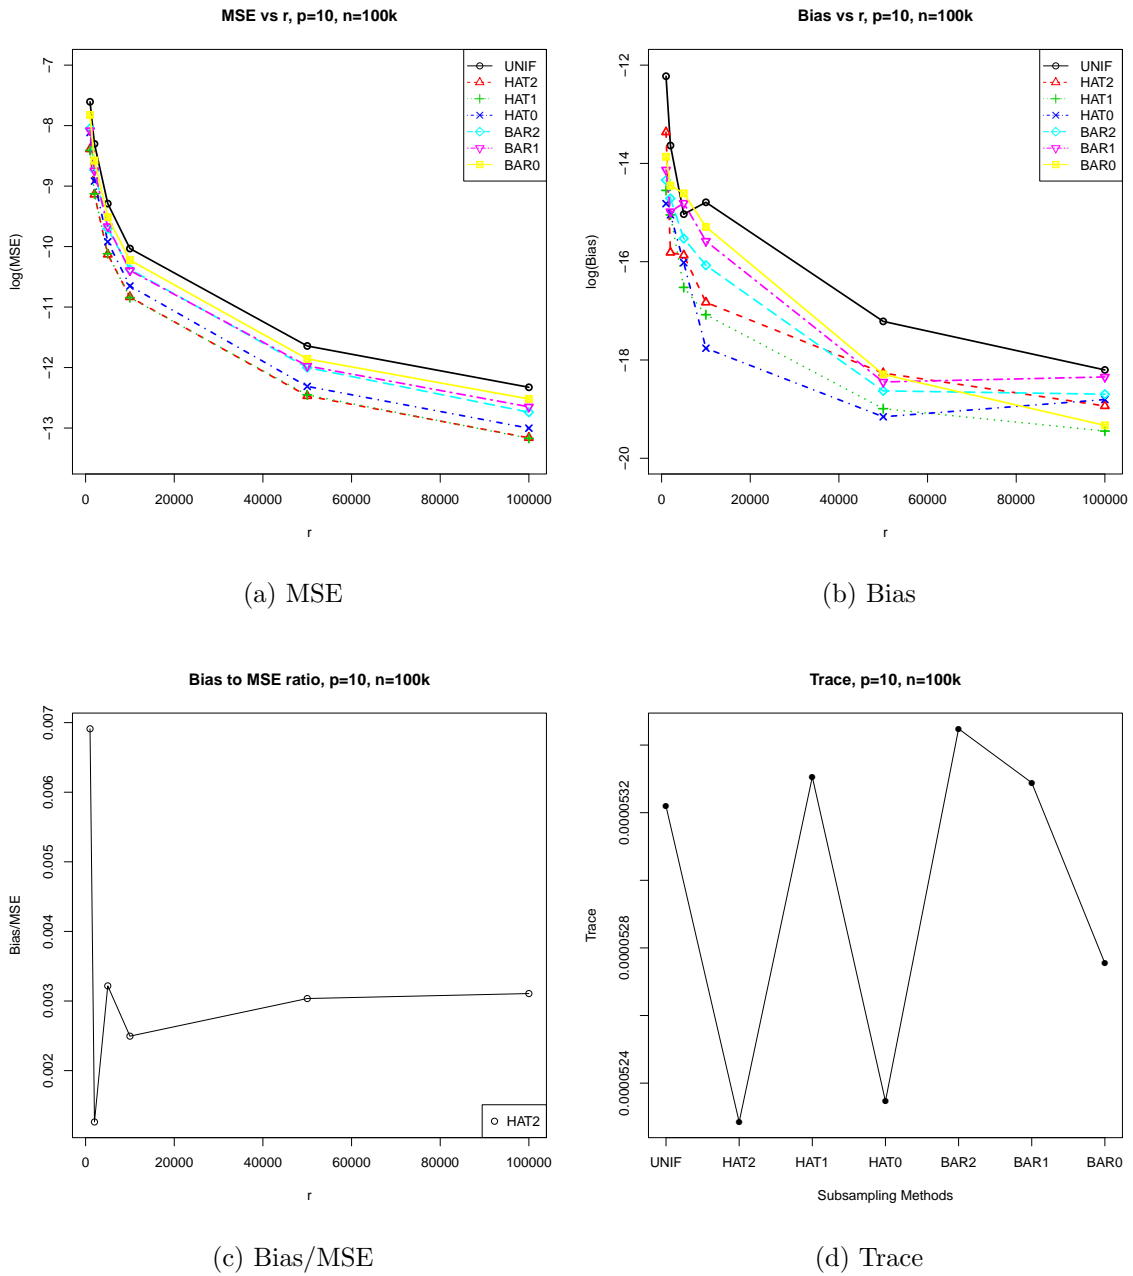 MSE vs r, p=10, n=100k
log(MSE)
−7
−8
−9
−10
−11
−12
−13
UNIF
HAT2
HAT1
HAT0
BAR2
BAR1
BAR0
0 20000 40000 60000 80000 100000
r
(a) MSE
Bias vs r, p=10, n=100k
log(Bias)
−12
−14
−16
−18
−20
UNIF
HAT2
HAT1
HAT0
BAR2
BAR1
BAR0
0 20000 40000 60000 80000 100000
r
(b) Bias
Bias to MSE ratio, p=10, n=100k
Bias/MSE
0.007
0.006
0.005
0.004
0.003
0.002
HAT2
0 20000 40000 60000 80000 100000
r
(c) Bias/MSE
Trace, p=10, n=100k
Trace
0.0000532
0.0000528
0.0000524
UNIF HAT2 HAT1 HAT0 BAR2 BAR1 BAR0
Subsampling Methods
(d) Trace